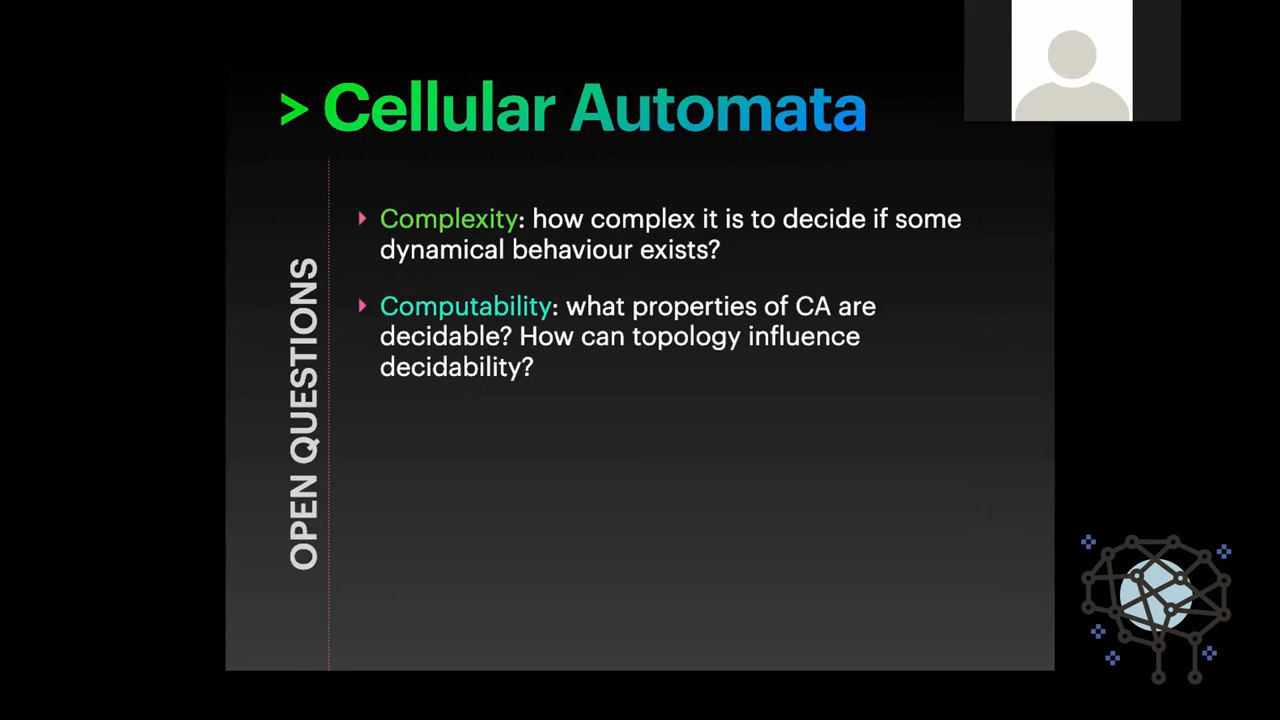 > Cellular Automata
OPEN QUESTIONS
Complexity: how complex it is to decide if some
dynamical behaviour exists?
Computability: what properties of CA are
decidable? How can topology influence
decidability?